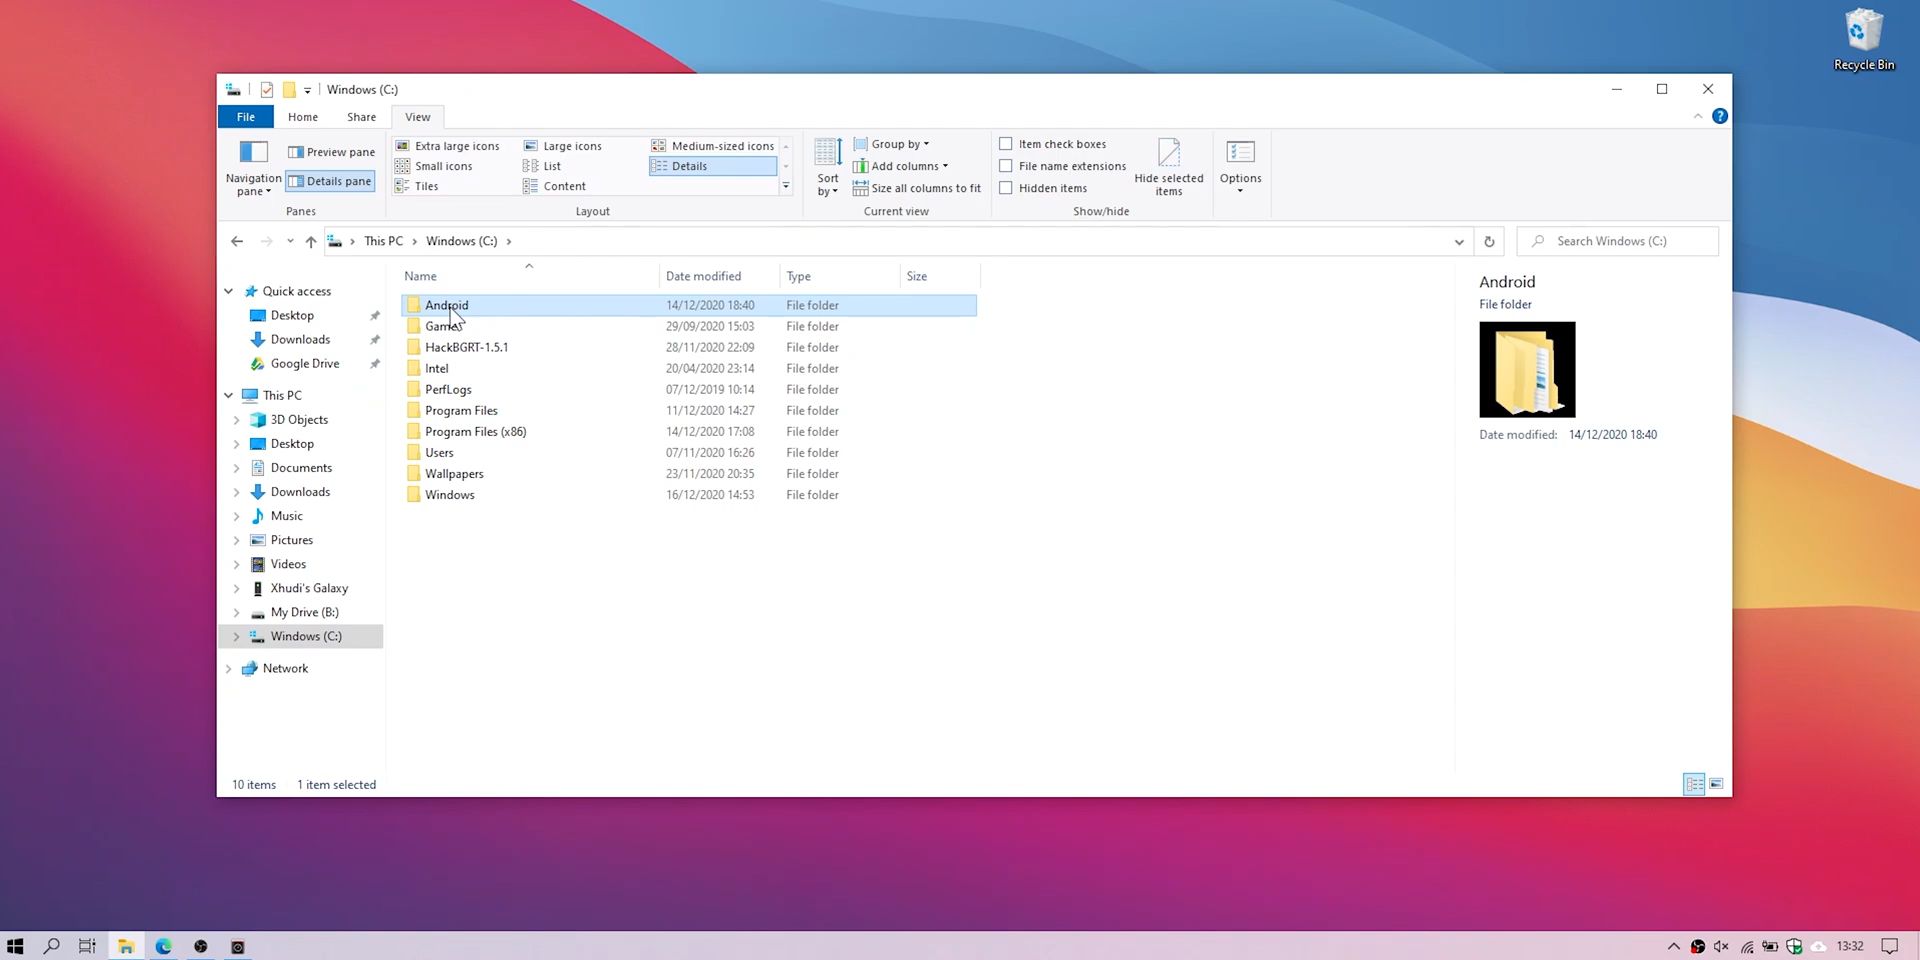 Recycle Bin
Windows (C:)
File Home Share View
Navigation pane
Preview pane
Details pane
Panes
Extra large icons Large icons Medium-sized icons
Small icons List Details
Tiles Content
Layout
Sort by
Group by
Add columns
Size all columns to fit
Current view
Item check boxes
File name extensions
Hidden items
Hide selected items
Show/hide
Options
This PC Windows (C:)
Search Windows (C:)
Quick access
Desktop
Downloads
Google Drive
This PC
3D Objects
Desktop
Documents
Downloads
Music
Pictures
Videos
Xhudi's Galaxy
My Drive (B:)
Windows (C:)
Network
Name Date modified Type Size
Android 14/12/2020 18:40 File folder
29/09/2020 15:03 File folder
HackBGRT-1.5.1 28/11/2020 22:09 File folder
Intel 20/04/2020 23:14 File folder
PerfLogs 07/12/2019 10:14 File folder
Program Files 11/12/2020 14:27 File folder
Program Files (x86) 14/12/2020 17:08 File folder
Users 07/11/2020 16:26 File folder
Wallpapers 23/11/2020 20:35 File folder
Windows 16/12/2020 14:53 File folder
Android
File folder
Date modified: 14/12/2020 18:40
10 items 1 item selected
13:32